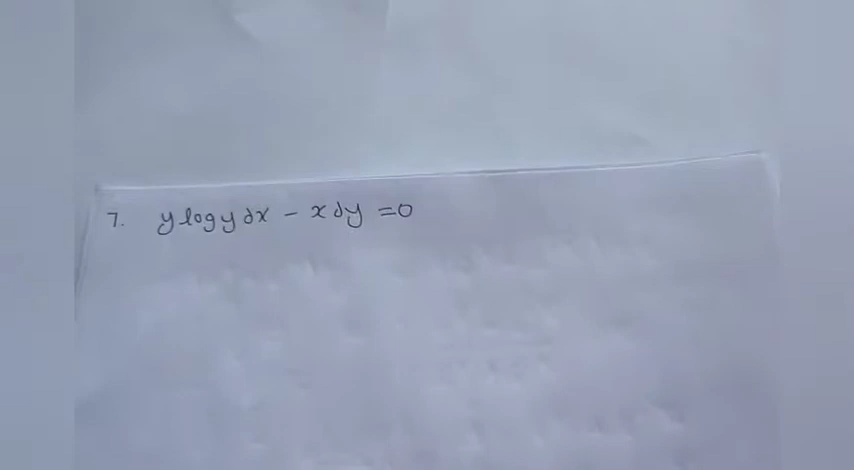 7. y log y dx - x dy = 0